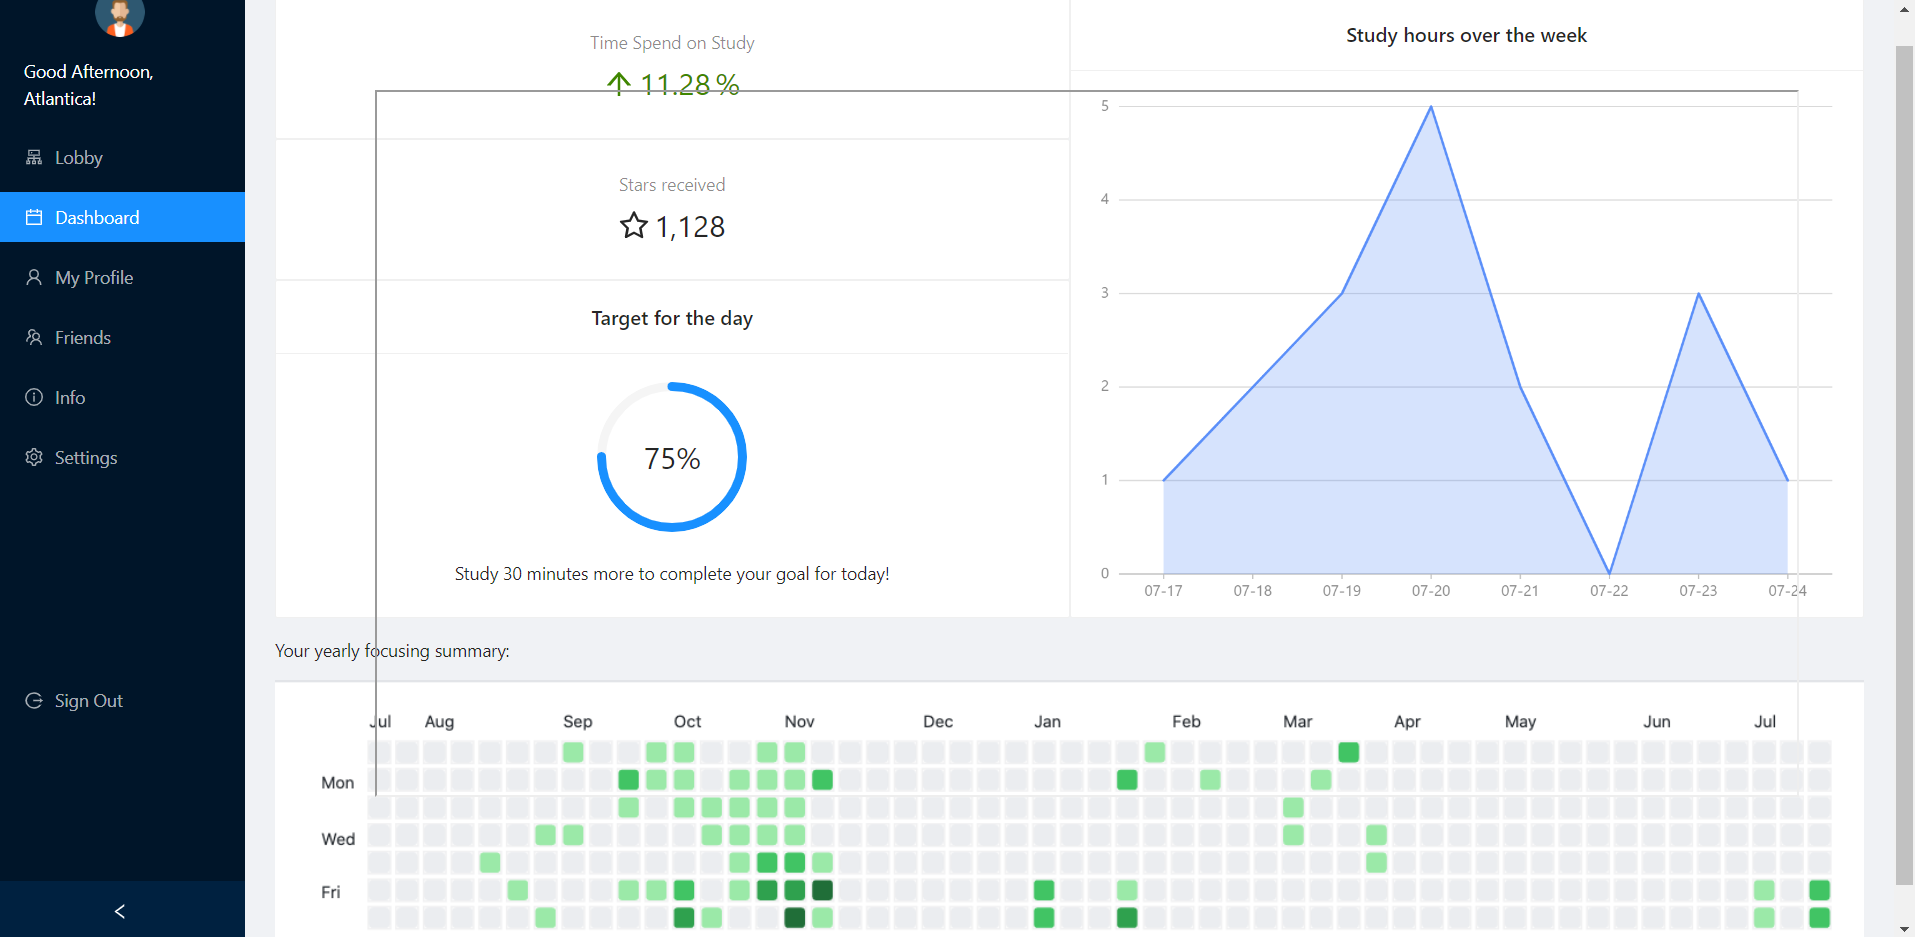 Good Afternoon,
Atlantica!
Lobby
Dashboard
My Profile
Friends
Info
Settings
Sign Out
Time Spend on Study
11.28 %
Stars received
1,128
Target for the day
75%
Study 30 minutes more to complete your goal for today!
Study hours over the week
5
4
3
2
1
0
07-17 07-18 07-19 07-20 07-21 07-22 07-23 07-24
Your yearly focusing summary:
Jul Aug Sep Oct Nov Dec Jan Feb Mar Apr May Jun Jul
Mon
Wed
Fri